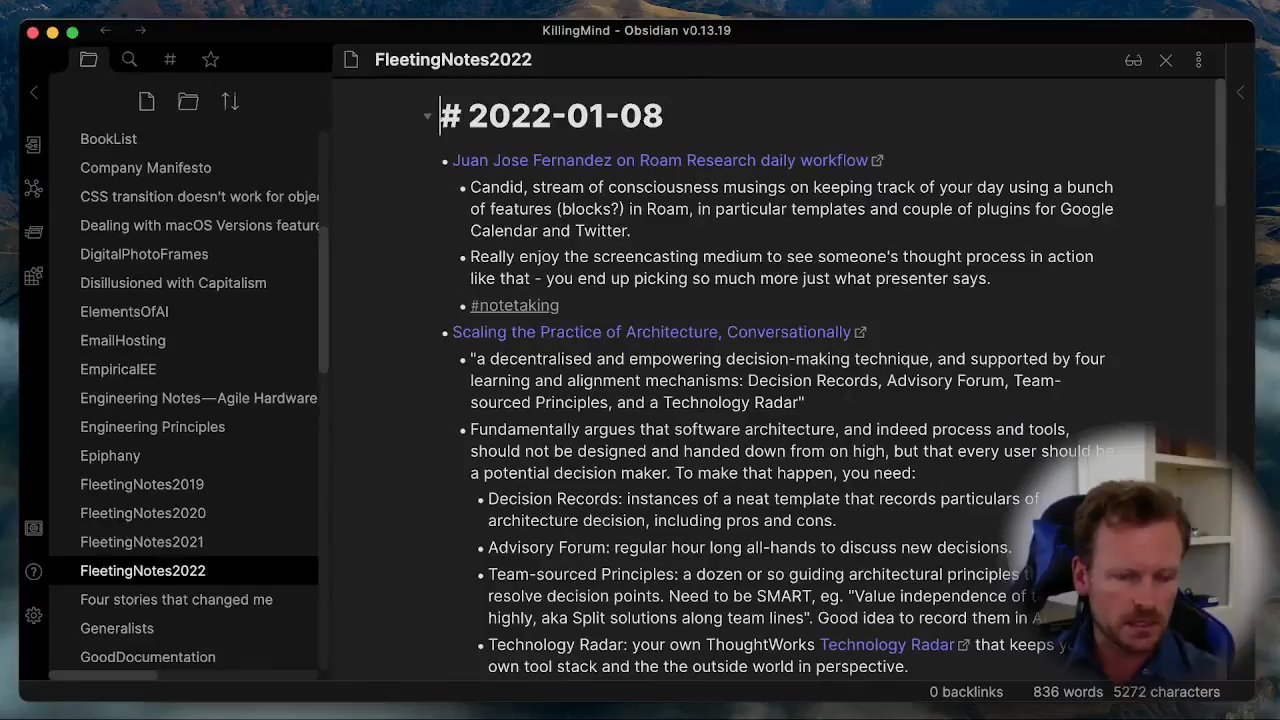 KillingMind - Obsidian v0.13.19
FleetingNotes2022
BookList
Company Manifesto
CSS transition doesn't work for obje
Dealing with macOS Versions feature
DigitalPhotoFrames
Disillusioned with Capitalism
ElementsOfAI
EmailHosting
EmpiricalEE
Engineering Notes—Agile Hardware
Engineering Principles
Epiphany
FleetingNotes2019
FleetingNotes2020
FleetingNotes2021
FleetingNotes2022
Four stories that changed me
Generalists
GoodDocumentation
# 2022-01-08
Juan Jose Fernandez on Roam Research daily workflow
Candid, stream of consciousness musings on keeping track of your day using a bunch
of features (blocks?) in Roam, in particular templates and couple of plugins for Google
Calendar and Twitter.
Really enjoy the screencasting medium to see someone's thought process in action
like that - you end up picking so much more just what presenter says.
#notetaking
Scaling the Practice of Architecture, Conversationally
"a decentralised and empowering decision-making technique, and supported by four
learning and alignment mechanisms: Decision Records, Advisory Forum, Team-
sourced Principles, and a Technology Radar"
Fundamentally argues that software architecture, and indeed process and tools,
should not be designed and handed down from on high, but that every user should be
a potential decision maker. To make that happen, you need:
Decision Records: instances of a neat template that records particulars of
architecture decision, including pros and cons.
Advisory Forum: regular hour long all-hands to discuss new decisions.
Team-sourced Principles: a dozen or so guiding architectural principles
resolve decision points. Need to be SMART, eg. "Value independence of
highly, aka Split solutions along team lines". Good idea to record them in
Technology Radar: your own ThoughtWorks Technology Radar that keeps
own tool stack and the the outside world in perspective.
0 backlinks 836 words 5272 characters